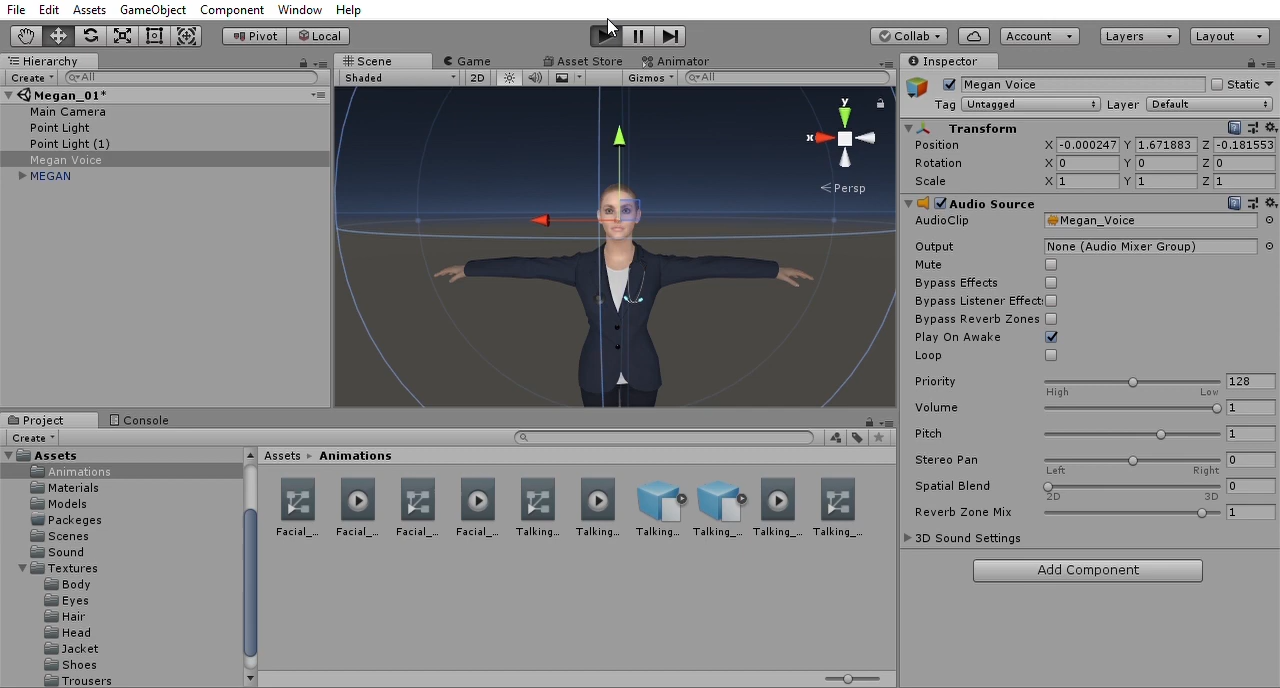 File Edit Assets GameObject Component Window Help
Pivot Local Collab Account Layers Layout
Hierarchy
Create All
Megan_01*
Main Camera
Point Light
Point Light (1)
Megan Voice
MEGAN
Scene Game Asset Store Animator
Shaded 2D Gizmos All
y
x
Persp
Inspector
Megan Voice Static
Tag Untagged Layer Default
Transform
Position X -0.000247 Y 1.671883 Z -0.181553
Rotation X 0 Y 0 Z 0
Scale X 1 Y 1 Z 1
Audio Source
AudioClip Megan_Voice
Output None (Audio Mixer Group)
Mute
Bypass Effects
Bypass Listener Effect
Bypass Reverb Zones
Play On Awake
Loop
Priority 128
High Low
Volume 1
Pitch 1
Stereo Pan 0
Left Right
Spatial Blend 0
2D 3D
Reverb Zone Mix 1
3D Sound Settings
Add Component
Project Console
Create
Assets
Animations
Materials
Models
Packeges
Scenes
Sound
Textures
Body
Eyes
Hair
Head
Jacket
Shoes
Trousers
Assets Animations
Facial_... Facial_... Facial_... Facial_... Talking... Talking... Talking... Talking_... Talking_... Talking_...